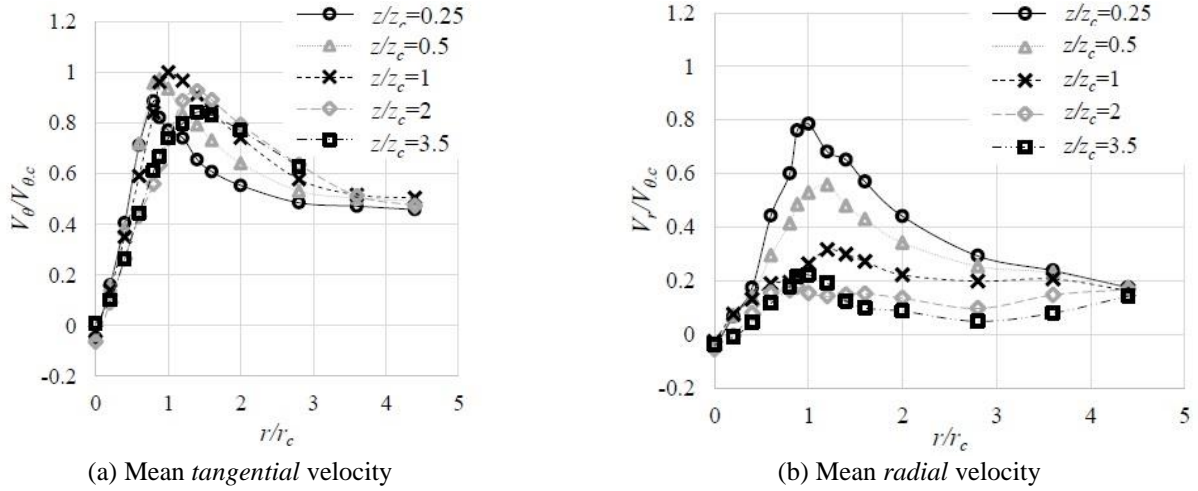 1.2
1
0.8
0.6
0.4
0.2
0
-0.2
0 1 2 3 4 5
Vθ/Vθ.c
r/rc
z/zc=0.25
z/zc=0.5
z/zc=1
z/zc=2
z/zc=3.5
(a) Mean tangential velocity
1.2
1
0.8
0.6
0.4
0.2
0
-0.2
0 1 2 3 4 5
Vr/Vθ.c
r/rc
z/zc=0.25
z/zc=0.5
z/zc=1
z/zc=2
z/zc=3.5
(b) Mean radial velocity